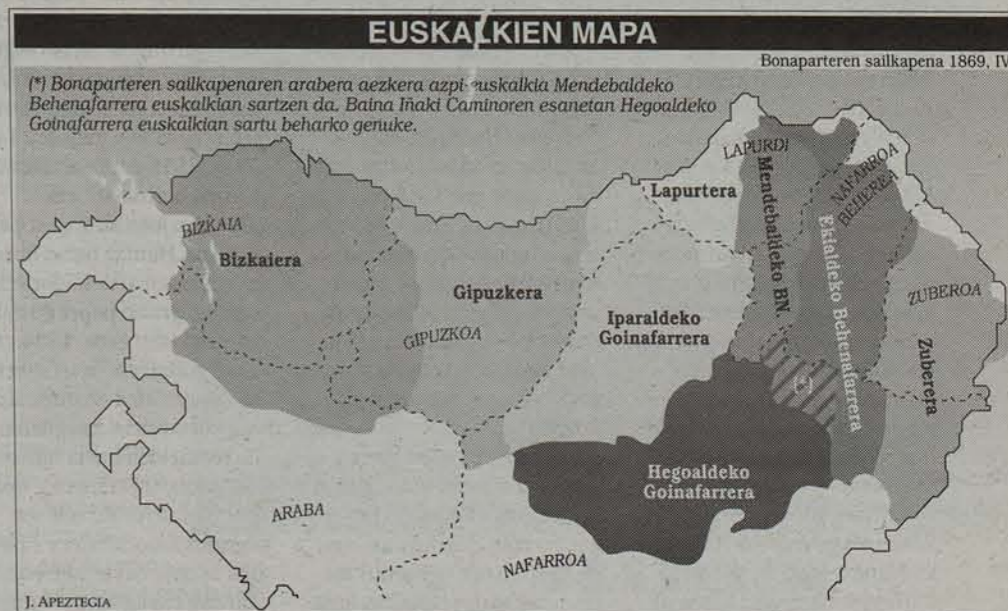 EUSKALKIEN MAPA
Bonaparteren sailkapena 1869, IV
(*) Bonaparteren sailkapenaren arabera aezkera azpi-euskalkia Mendebaldeko
Behenafarrera euskalkian sartzen da. Baina Iñaki Caminoren esanetan Hegoaldeko
Goinafarrera euskalkian sartu beharko genuke.
LAPURDI
NAFARROA
BEHEREA
Lapurtera
Mendebaldeko BN.
Ekialdeko Behenafarrera
BIZKAIA
Bizkaiera
Gipuzkera
GIPUZKOA
Iparaldeko
Goinafarrera
ZUBEROA
Zuberera
(*)
Hegoaldeko
Goinafarrera
ARABA
NAFARROA
J. APEZTEGIA